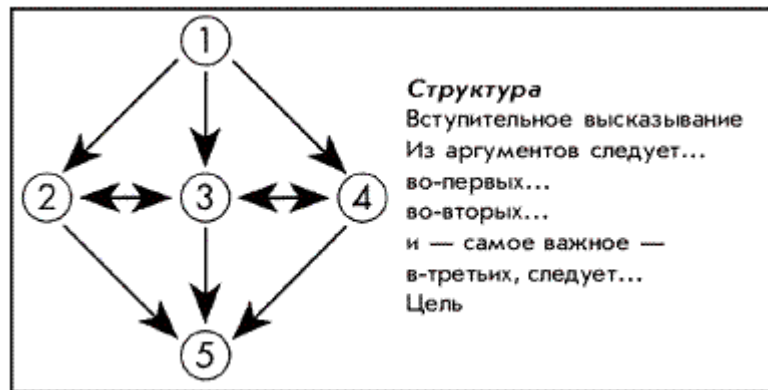 1
2 3 4
5
Структура
Вступительное высказывание
Из аргументов следует...
во-первых...
во-вторых...
и — самое важное —
в-третьих, следует...
Цель